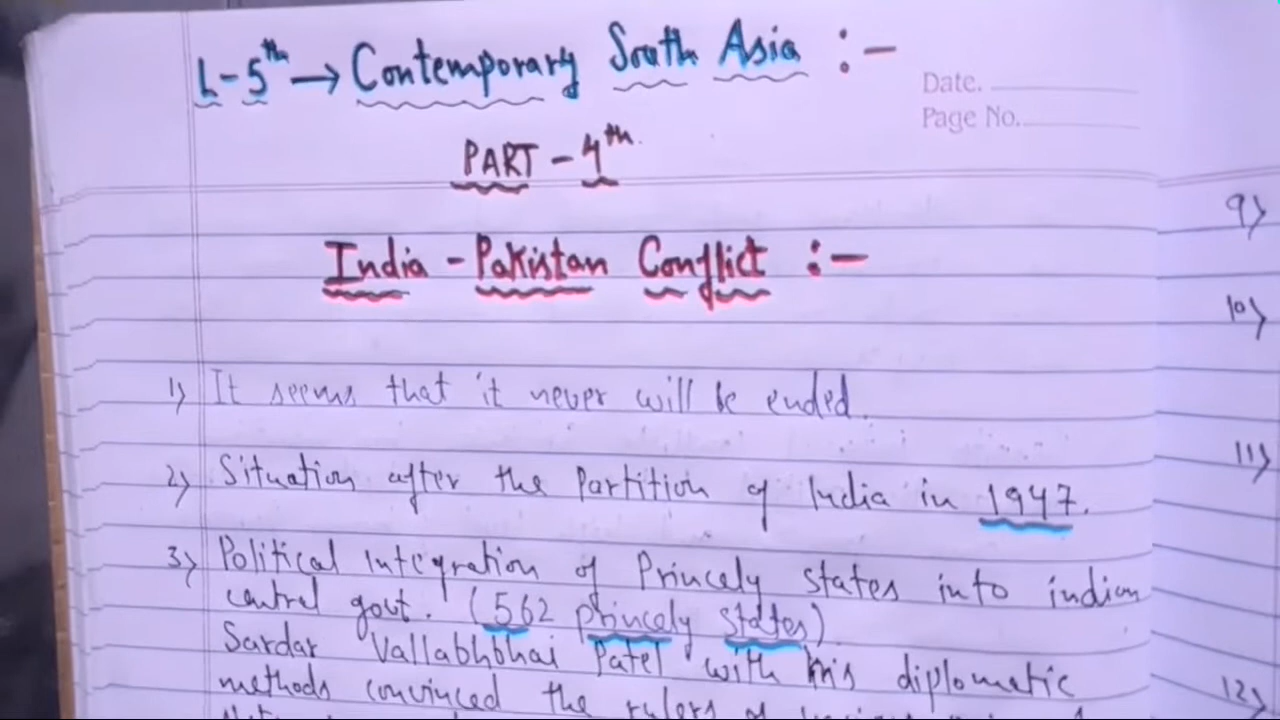 L-5th → Contemporary South Asia :-
Date.
Page No.
PART - 4th
India - Pakistan Conflict :-
1) It seems that it never will be ended.
2) Situation after the Partition of India in 1947.
3) Political Integration of Princely states into indian
central govt. (562 princely states)
Sardar Vallabhbhai Patel with his diplomatic
methods convinced the rulers of
9)
10)
11)
12)